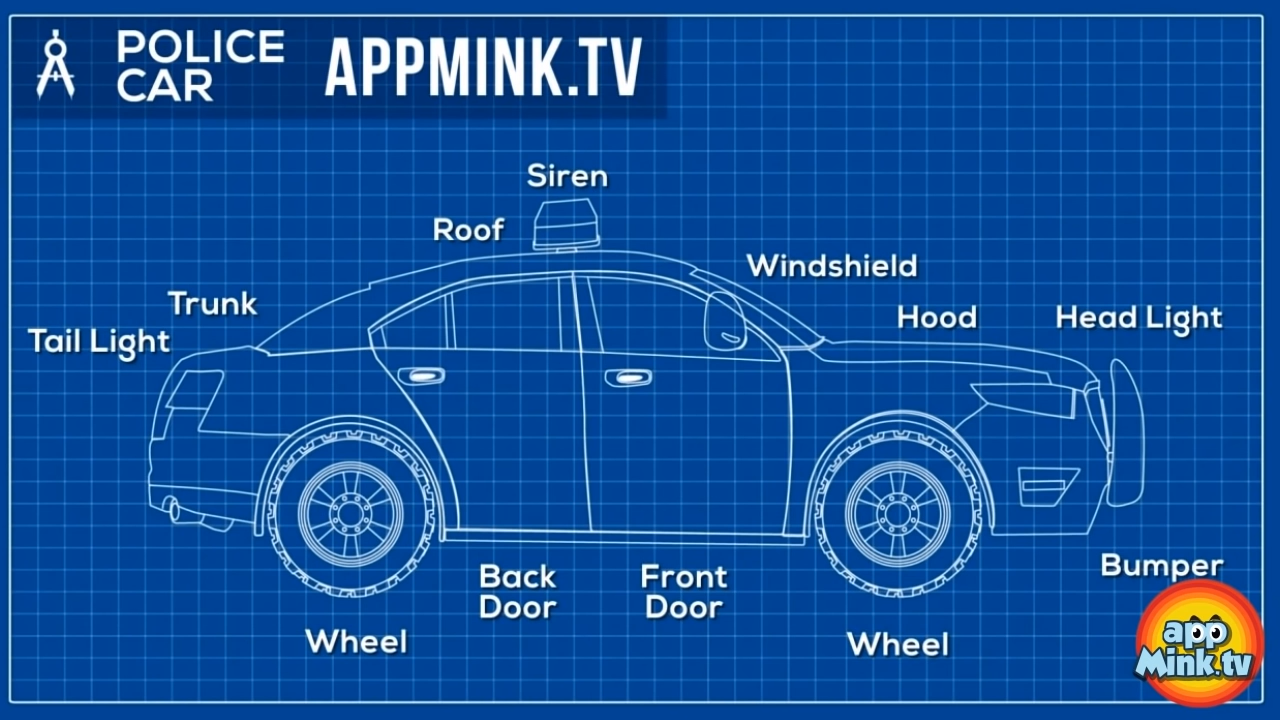 POLICE
CAR
APPMINK.TV
Siren
Roof
Windshield
Trunk
Hood
Head Light
Tail Light
Back
Door
Front
Door
Bumper
Wheel
Wheel
app
Mink.tv